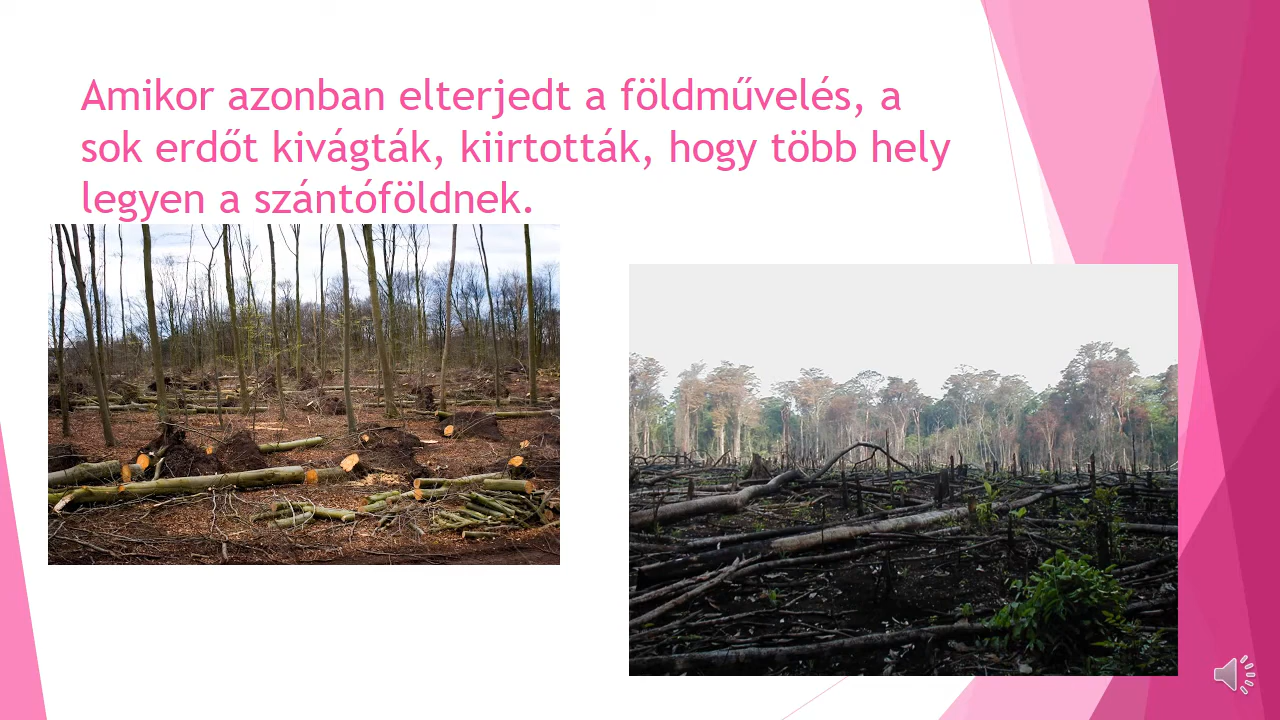 Amikor azonban elterjedt a földművelés, a
sok erdőt kivágták, kiirtották, hogy több hely
legyen a szántóföldnek.